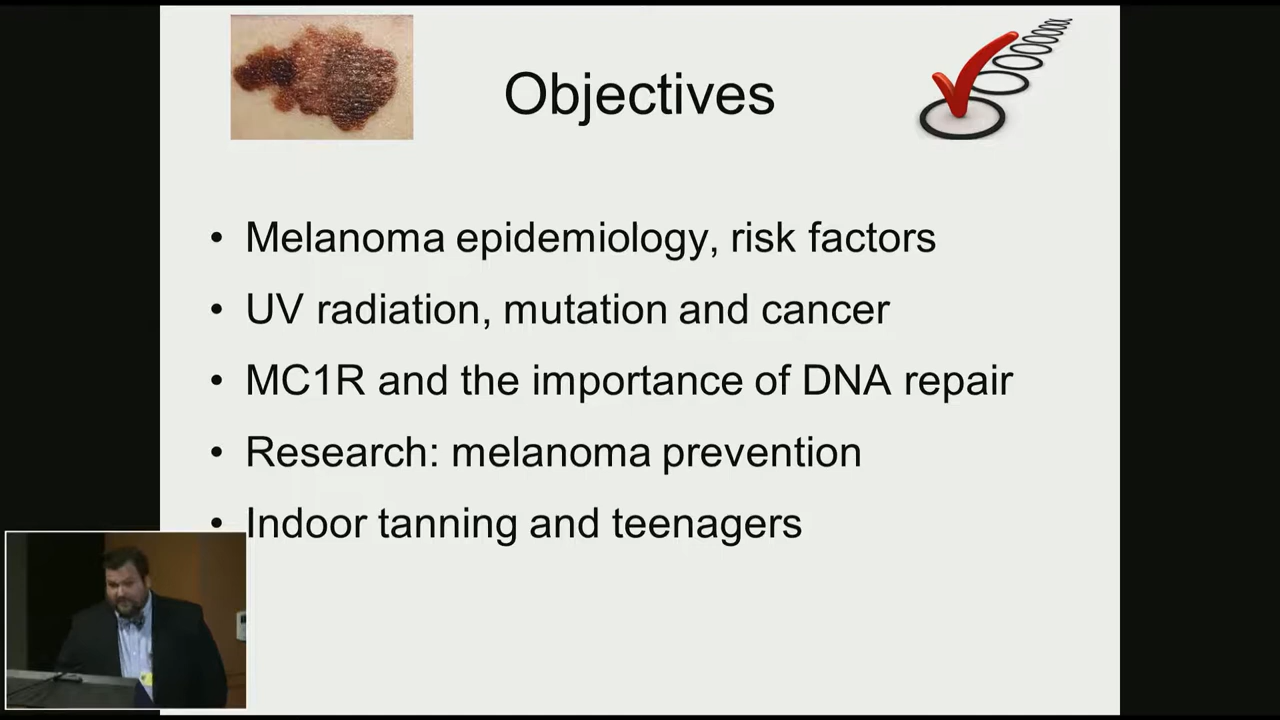 Objectives
• Melanoma epidemiology, risk factors
• UV radiation, mutation and cancer
• MC1R and the importance of DNA repair
• Research: melanoma prevention
• Indoor tanning and teenagers